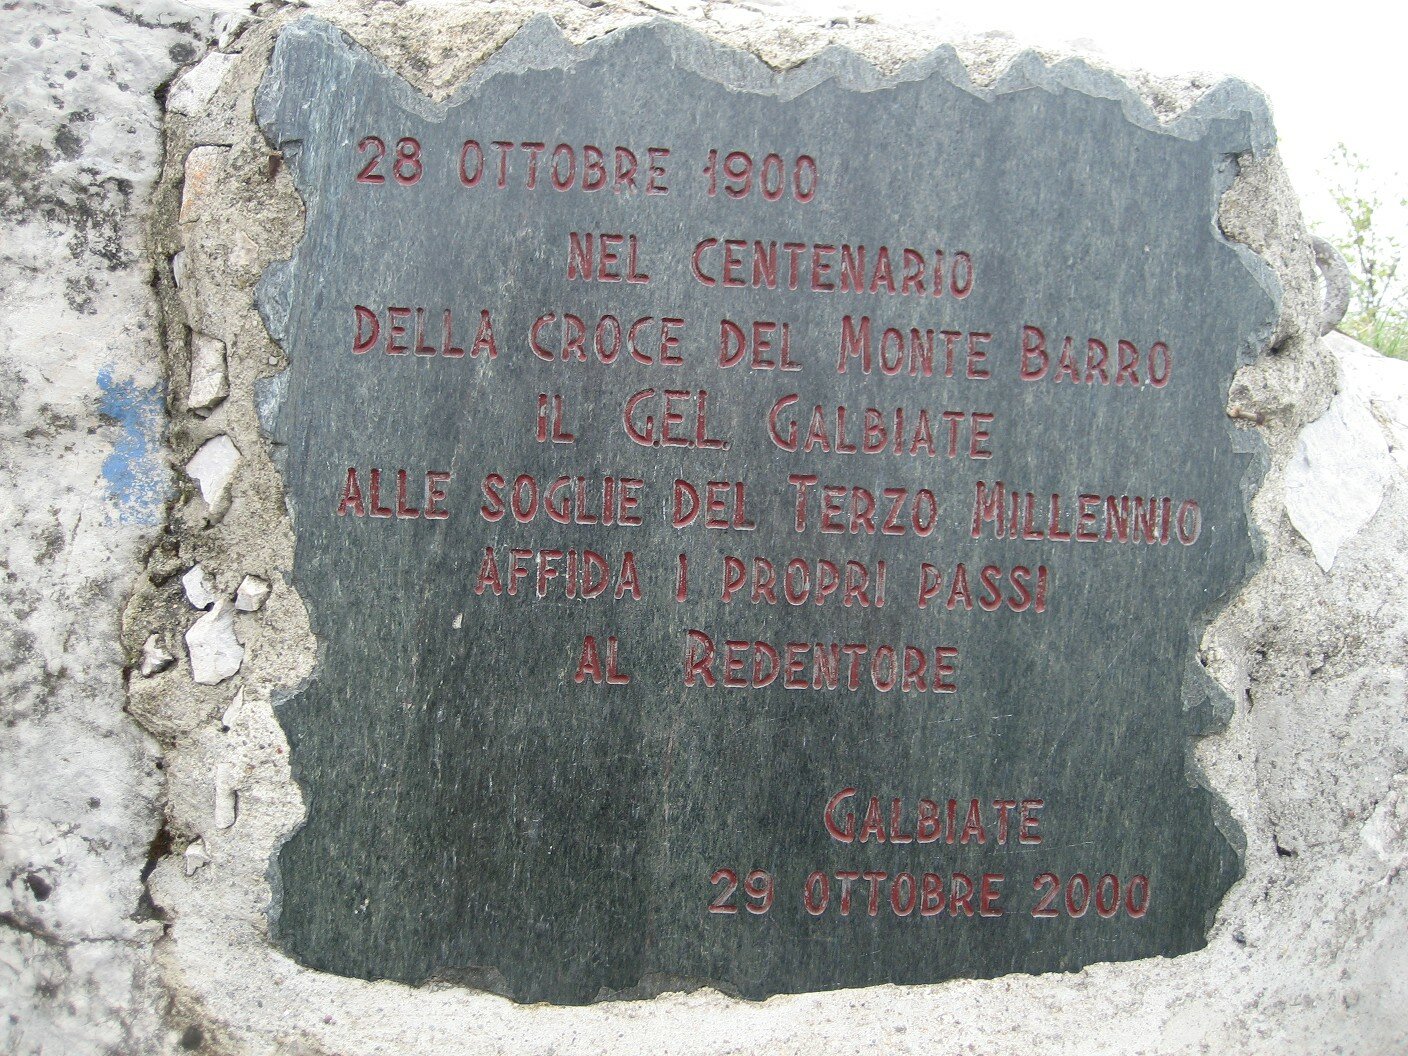 28 OTTOBRE 1900
NEL CENTENARIO
DELLA CROCE DEL MONTE BARRO
IL G.E.L. GALBIATE
ALLE SOGLIE DEL TERZO MILLENNIO
AFFIDA I PROPRI PASSI
AL REDENTORE
GALBIATE
29 OTTOBRE 2000